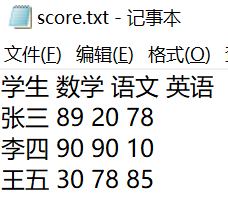 score.txt - 记事本
文件(F) 编辑(E) 格式(O) 查
学生 数学 语文 英语
张三 89 20 78
李四 90 90 10
王五 30 78 85